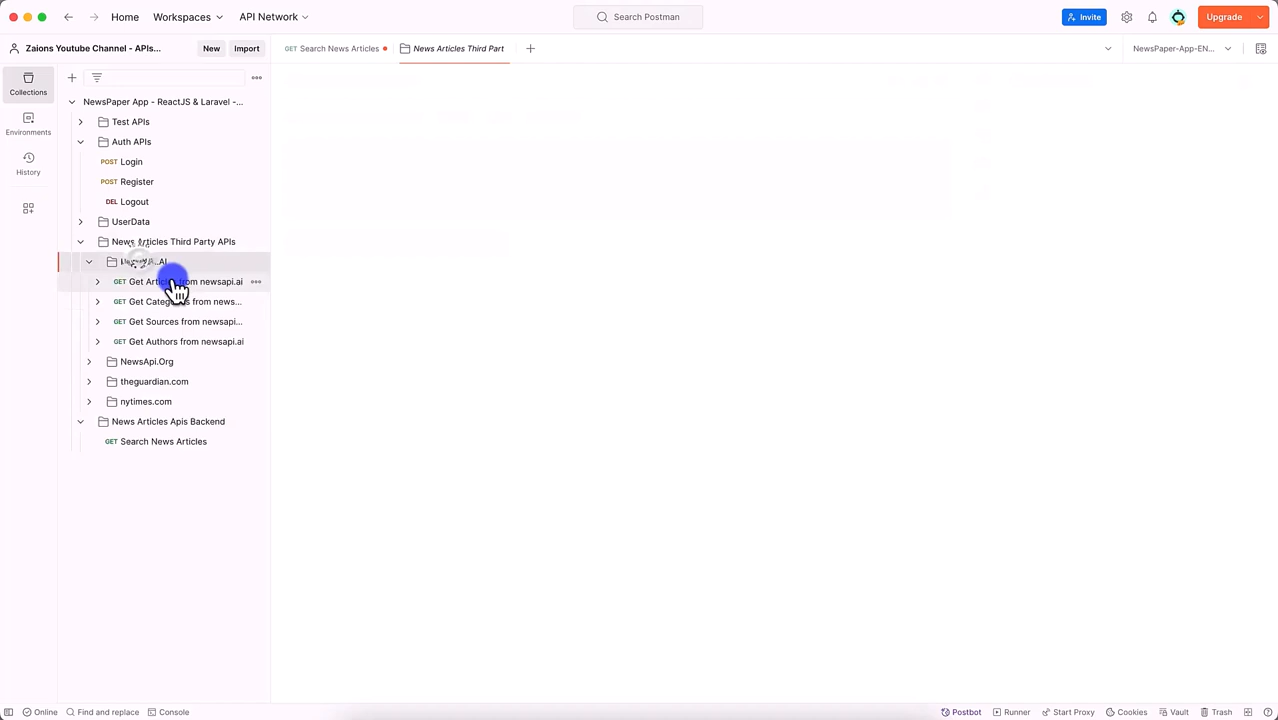 Home Workspaces API Network Search Postman Invite Upgrade
Zaions Youtube Channel - APIs... New Import GET Search News Articles News Articles Third Part NewsPaper-App-EN...
Collections
Environments
History
NewsPaper App - ReactJS & Laravel -...
Test APIs
Auth APIs
POST Login
POST Register
DEL Logout
UserData
News Articles Third Party APIs
GET Get from newsapi.ai
GET Get from news...
GET Get Sources from newsapi...
GET Get Authors from newsapi.ai
NewsApi.Org
theguardian.com
nytimes.com
News Articles Apis Backend
GET Search News Articles
Online Find and replace Console Postbot Runner Start Proxy Cookies Vault Trash